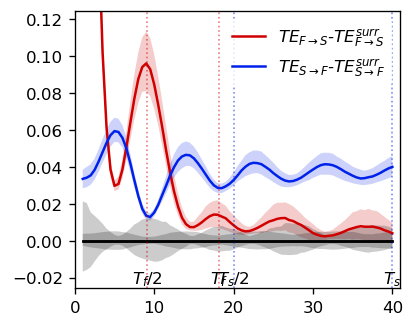 0.12
0.10
0.08
0.06
0.04
0.02
0.00
−0.02
TE_{F→S}-TE^{surr}_{F→S}
TE_{S→F}-TE^{surr}_{S→F}
T_f/2
T_f
T_s/2
T_s
0 10 20 30 40